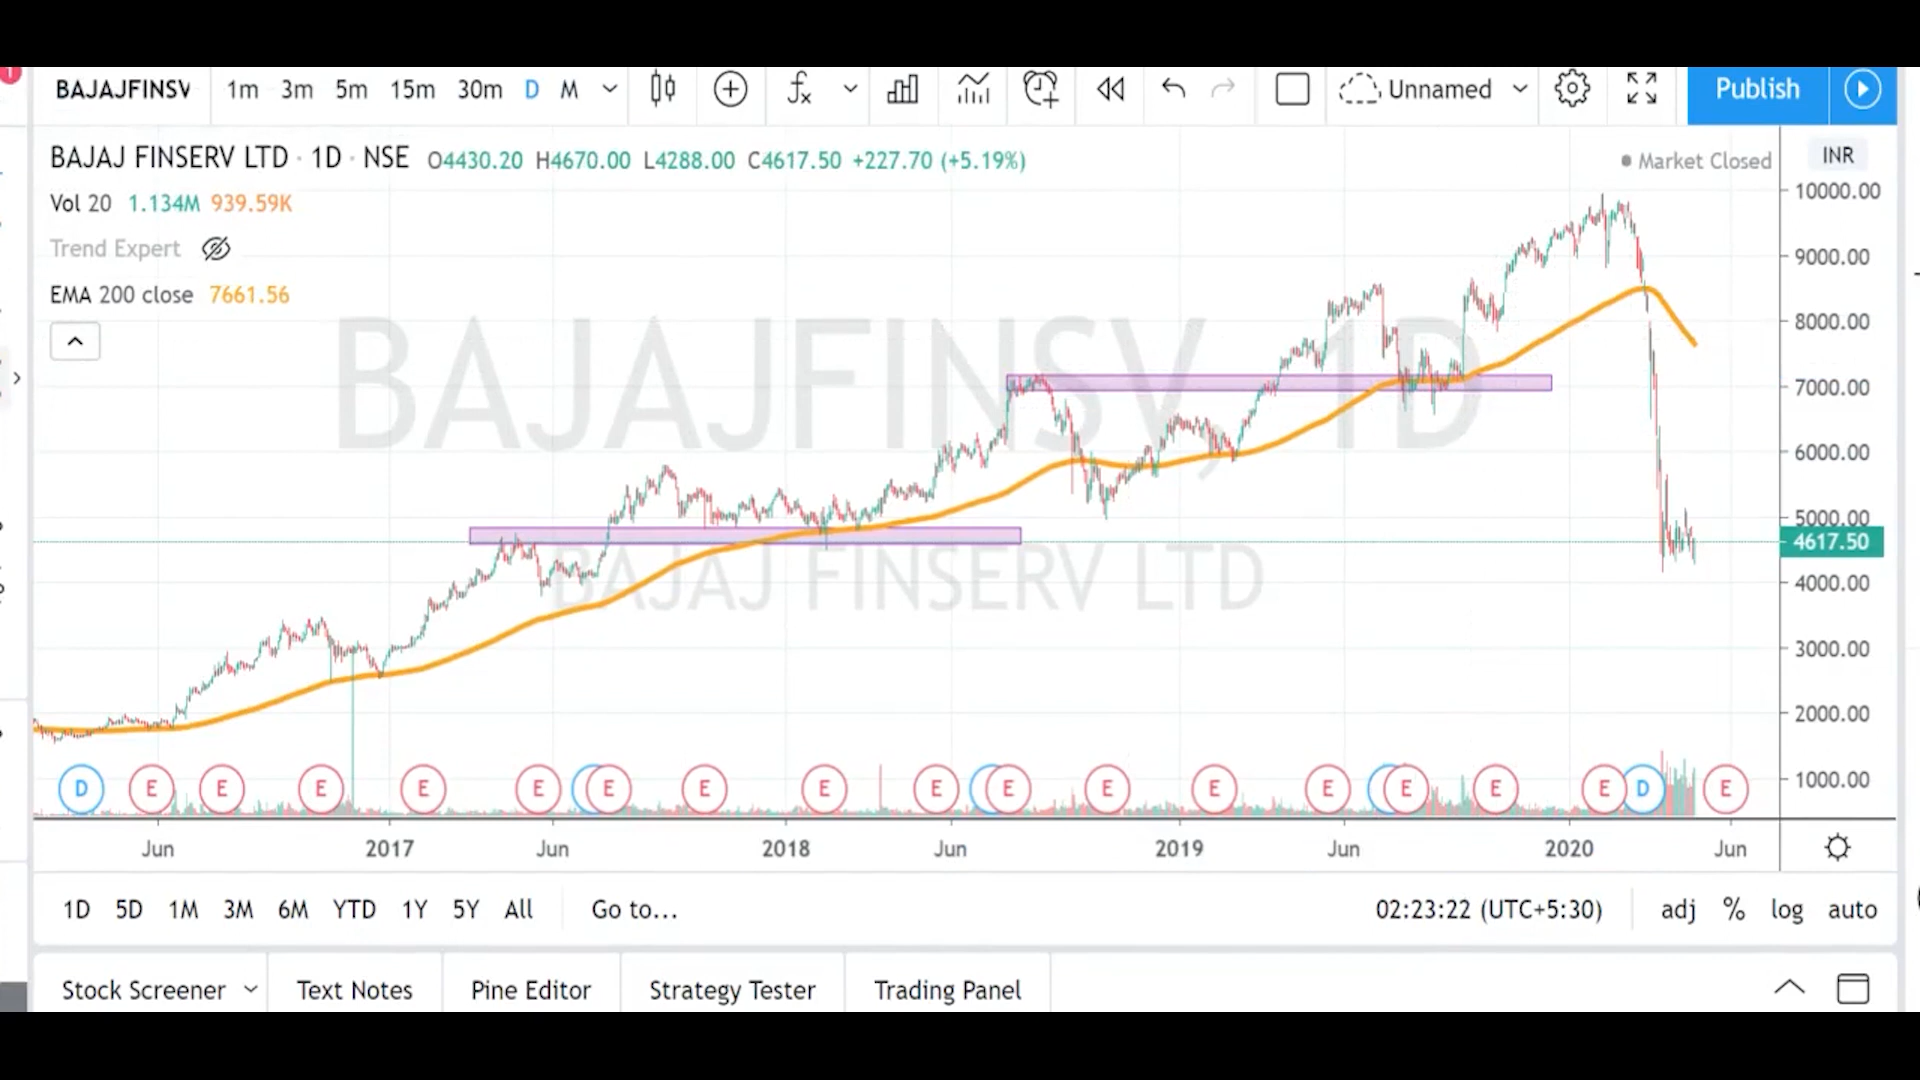 BAJAJFINSV 1m 3m 5m 15m 30m D M fx Unnamed Publish
BAJAJ FINSERV LTD · 1D · NSE O4430.20 H4670.00 L4288.00 C4617.50 +227.70 (+5.19%) Market Closed INR
Vol 20 1.134M 939.59K
Trend Expert
EMA 200 close 7661.56
BAJAJFINSV, 1D
BAJAJ FINSERV LTD
10000.00
9000.00
8000.00
7000.00
6000.00
5000.00
4617.50
4000.00
3000.00
2000.00
1000.00
D E E E E E E E E E E E E E E E E D E
Jun 2017 Jun 2018 Jun 2019 Jun 2020 Jun
1D 5D 1M 3M 6M YTD 1Y 5Y All Go to... 02:23:22 (UTC+5:30) adj % log auto
Stock Screener Text Notes Pine Editor Strategy Tester Trading Panel